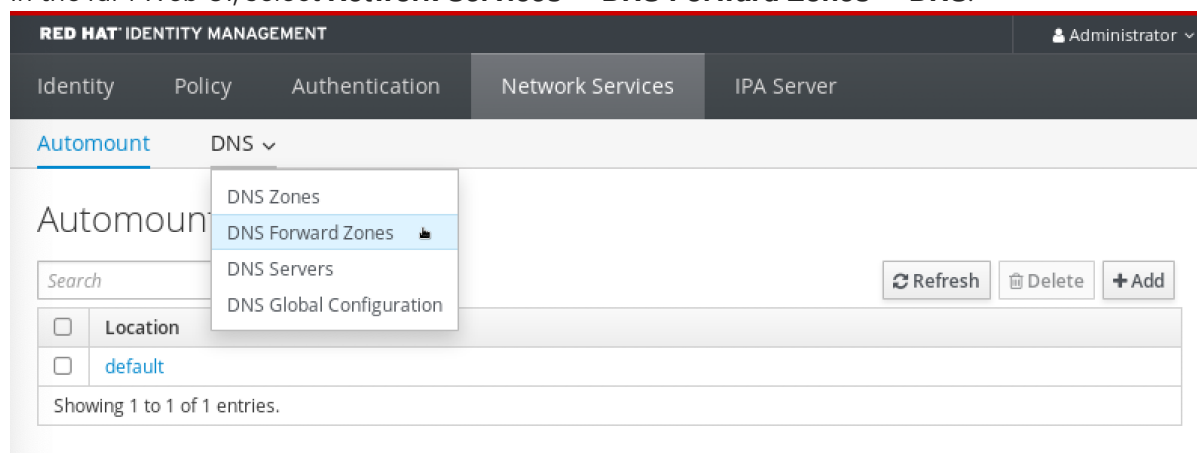 RED HAT® IDENTITY MANAGEMENT
Administrator
Identity Policy Authentication Network Services IPA Server
Automount DNS
DNS Zones
DNS Forward Zones
DNS Servers
DNS Global Configuration
Automoun
Search
Refresh Delete Add
Location
default
Showing 1 to 1 of 1 entries.